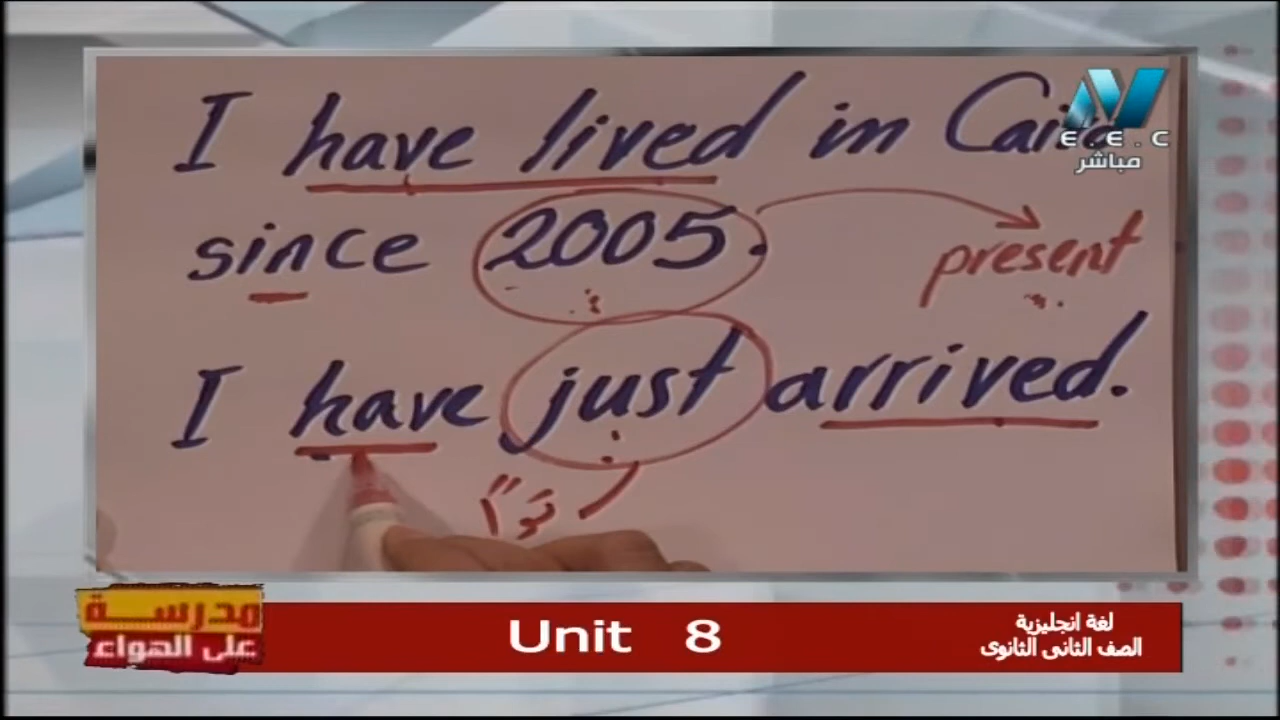 I have lived in Cairo
since 2005.
present
I have just arrived.
توًا
E.E.C
مباشر
مدرسة
على الهواء
Unit 8
لغة انجليزية
الصف الثانى الثانوى